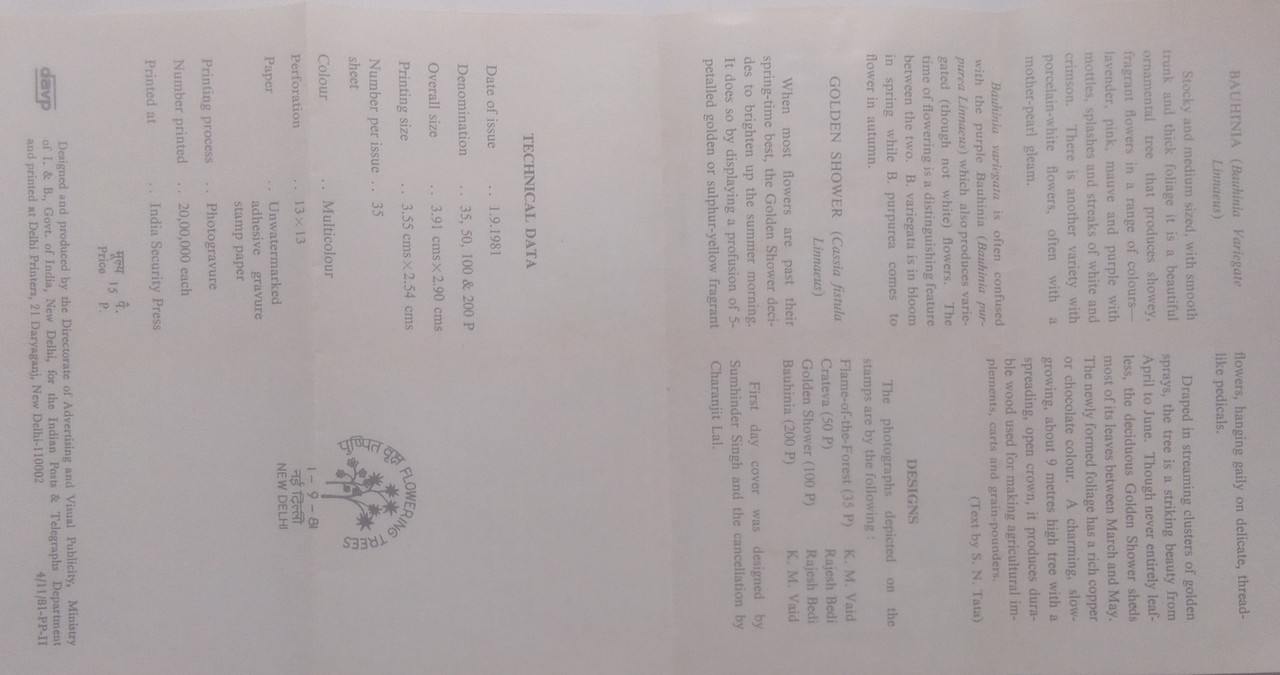 BAUHINIA (Bauhinia Variegate
Linnaeus)
Stocky and medium sized, with smooth
trunk and thick foliage it is a beautiful
ornamental tree that produces showey,
fragrant flowers in a range of colours—
lavender, pink, mauve and purple with
mottles, splashes and streaks of white and
crimson. There is another variety with
porcelain-white flowers, often with a
mother-pearl gleam.
Bauhinia variegata is often confused
with the purple Bauhinia (Bauhinia pur-
purea Linnaeus) which also produces varie-
gated (though not white) flowers. The
time of flowering is a distinguishing feature
between the two. B. variegata is in bloom
in spring while B. purpurea comes to
flower in autumn.
GOLDEN SHOWER (Cassia fistula
Linnaeus)
When most flowers are past their
spring-time best, the Golden Shower deci-
des to brighten up the summer morning.
It does so by displaying a profusion of 5-
petalled golden or sulphur-yellow fragrant
flowers, hanging gaily on delicate, thread-
like pedicals.
Draped in streaming clusters of golden
sprays, the tree is a striking beauty from
April to June. Though never entirely leaf-
less, the deciduous Golden Shower sheds
most of its leaves between March and May.
The newly formed foliage has a rich copper
or chocolate colour. A charming, slow-
growing, about 9 metres high tree with a
spreading, open crown, it produces dura-
ble wood used for making agricultural im-
plements, carts and grain-pounders.
(Text by S. N. Tata)
DESIGNS
The photographs depicted on the
stamps are by the following :
Flame-of-the-Forest (35 P) K. M. Vaid
Crateva (50 P) Rajesh Bedi
Golden Shower (100 P) Rajesh Bedi
Bauhinia (200 P) K. M. Vaid
First day cover was designed by
Sumhinder Singh and the cancellation by
Charanjit Lal.
TECHNICAL DATA
Date of issue .. 1.9.1981
Denomination .. 35, 50, 100 & 200 P
Overall size .. 3.91 cms×2.90 cms
Printing size .. 3.55 cms×2.54 cms
Number per issue .. 35
sheet
Colour .. Multicolour
Perforation .. 13×13
Paper .. Unwatermarked
adhesive gravure
stamp paper
Printing process .. Photogravure
Number printed .. 20,00,000 each
Printed at .. India Security Press
पुष्पित वृक्ष FLOWERING TREES
1-9-81
नई दिल्ली
NEW DELHI
मूल्य 15 पै.
Price P.
davp
Designed and produced by the Directorate of Advertising and Visual Publicity, Ministry
of I. & B., Govt. of India, New Delhi, for the Indian Posts & Telegraphs Department
and printed at Delhi Printers, 21 Daryaganj, New Delhi-110002 4/11/81-PP-II